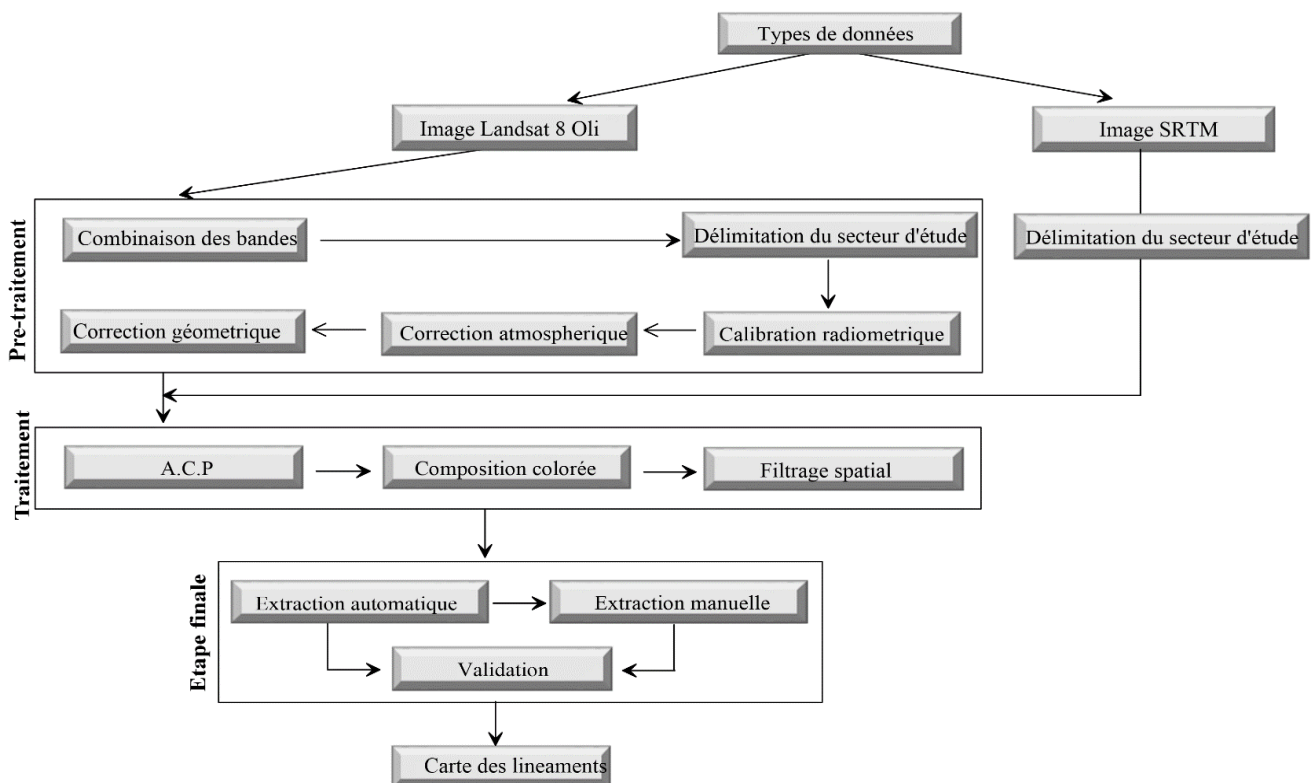 Types de données
Image Landsat 8 Oli
Image SRTM
Pre-traitement
Combinaison des bandes
Délimitation du secteur d'étude
Délimitation du secteur d'étude
Correction géometrique
Correction atmospherique
Calibration radiometrique
Traitement
A.C.P
Composition colorée
Filtrage spatial
Etape finale
Extraction automatique
Extraction manuelle
Validation
Carte des lineaments